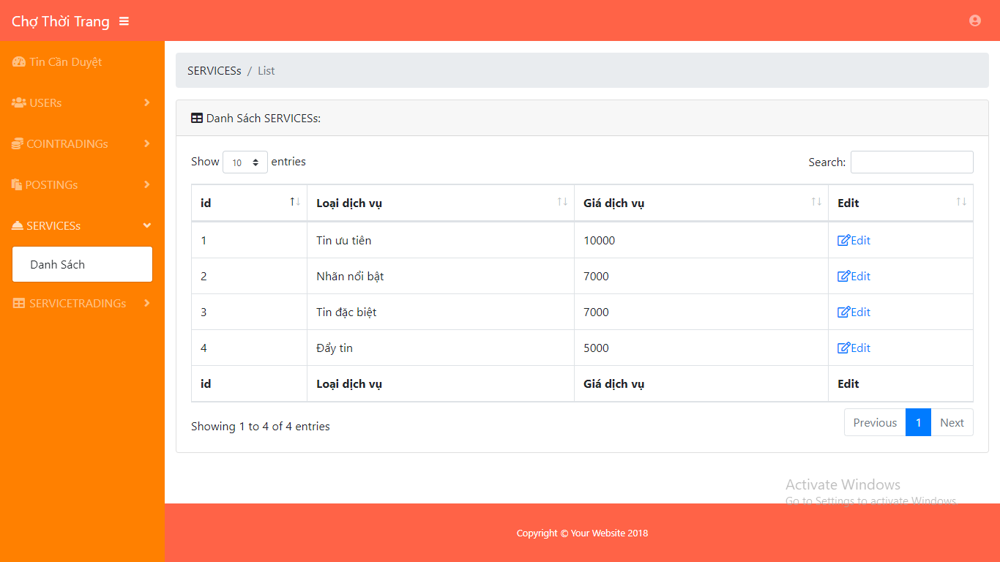 Chợ Thời Trang
Tin Cần Duyệt
USERs
COINTRADINGs
POSTINGs
SERVICESs
Danh Sách
SERVICETRADINGs
SERVICESs / List
Danh Sách SERVICESs:
Show 10 entries
Search:
id Loại dịch vụ Giá dịch vụ Edit
1 Tin ưu tiên 10000 Edit
2 Nhãn nổi bật 7000 Edit
3 Tin đặc biệt 7000 Edit
4 Đẩy tin 5000 Edit
id Loại dịch vụ Giá dịch vụ Edit
Showing 1 to 4 of 4 entries
Previous 1 Next
Activate Windows
Go to Settings to activate Windows.
Copyright © Your Website 2018